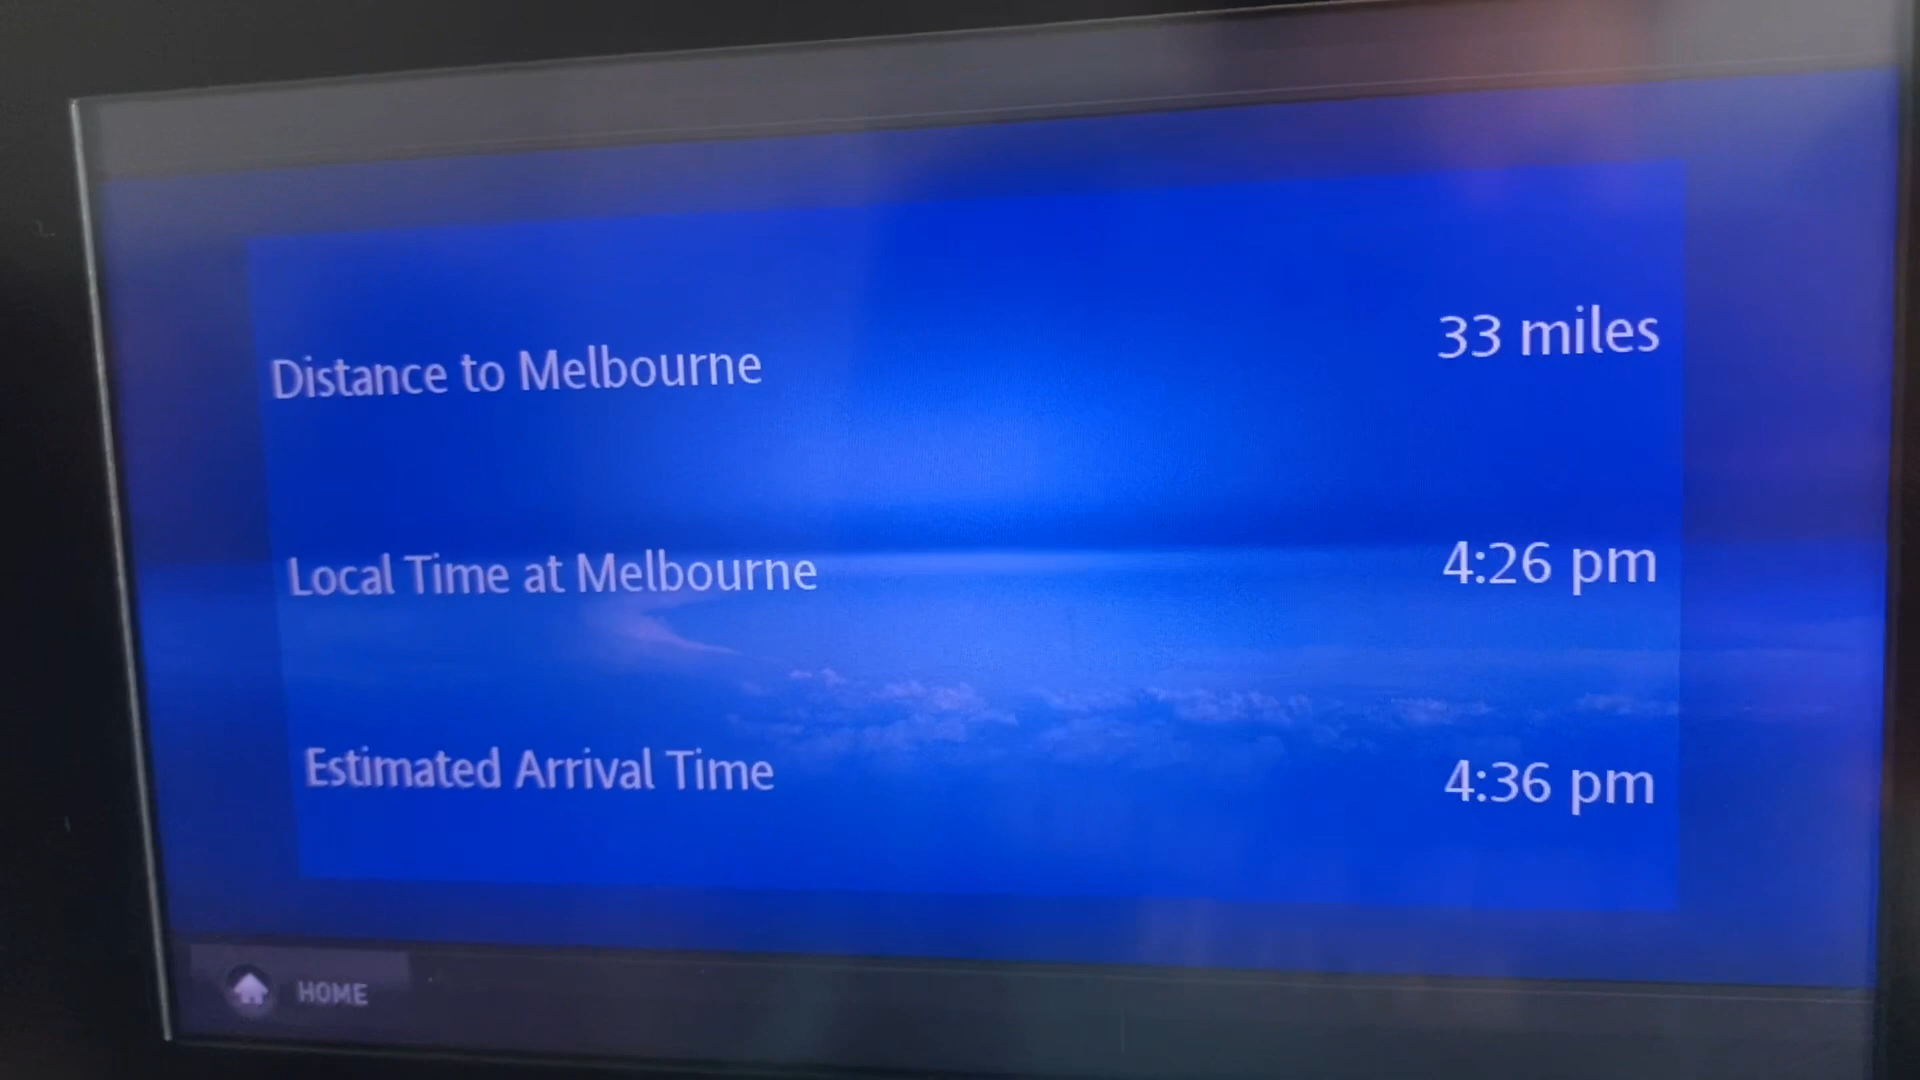 Distance to Melbourne 33 miles
Local Time at Melbourne 4:26 pm
Estimated Arrival Time 4:36 pm
HOME